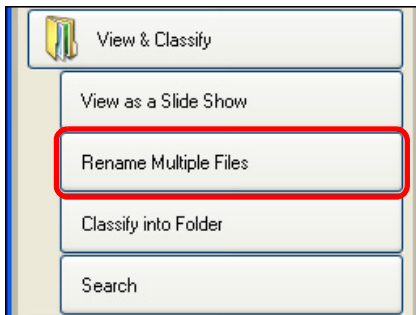 View & Classify
View as a Slide Show
Rename Multiple Files
Classify into Folder
Search